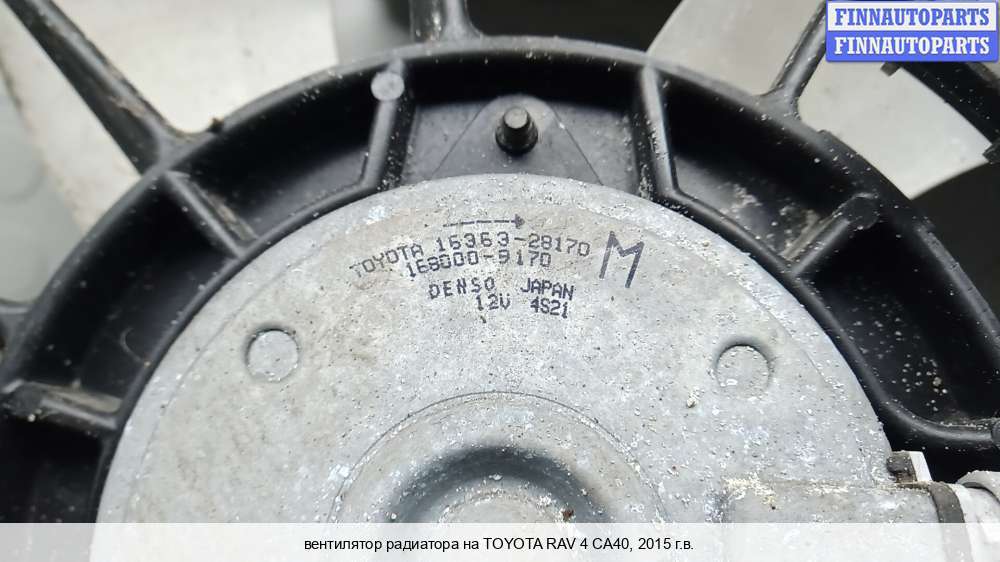 FINNAUTOPARTS
FINNAUTOPARTS
TOYOTA 16363-28170
168000-9170
M
DENSO JAPAN
12V 4S21
вентилятор радиатора на TOYOTA RAV 4 CA40, 2015 г.в.